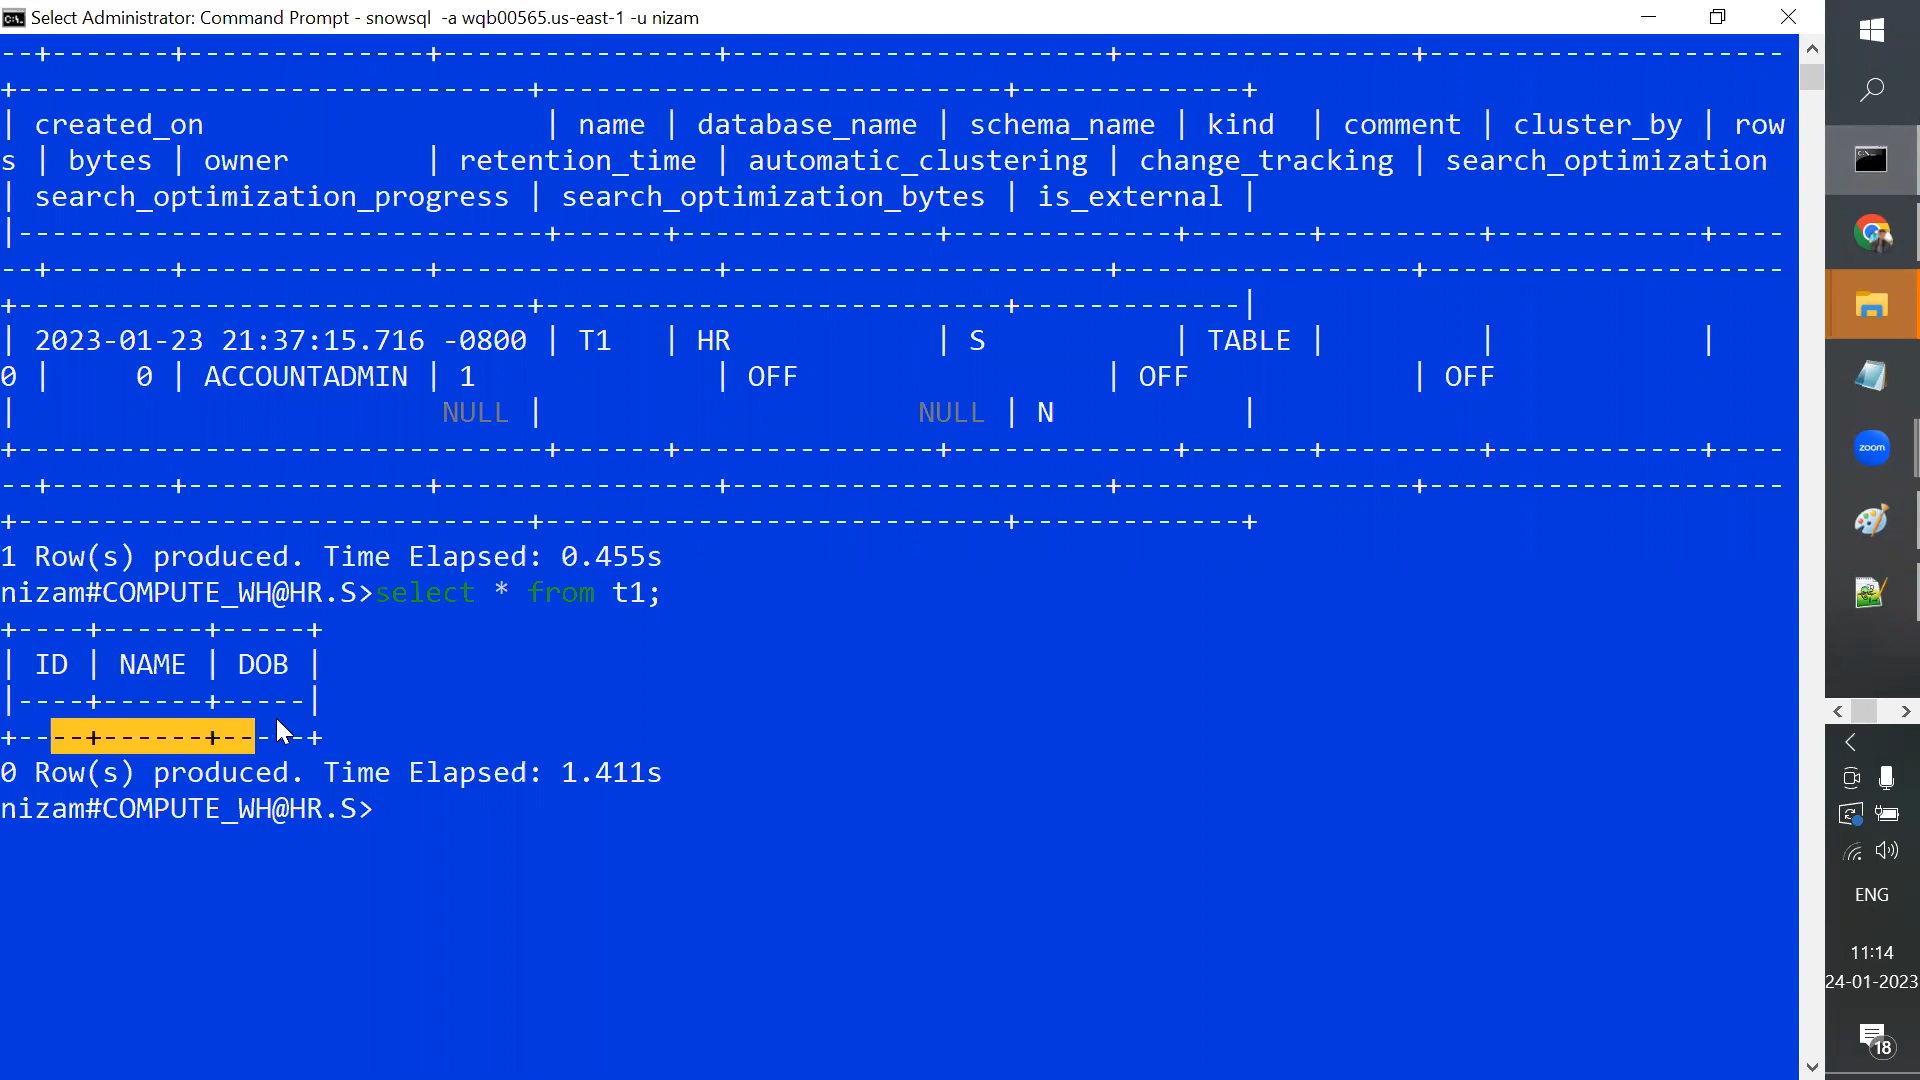 Select Administrator: Command Prompt - snowsql -a wqb00565.us-east-1 -u nizam
--+-------+---------------+-----------------+----------------------+-----------------+---------------------
+------------------------------+---------------------------+-------------+
| created_on | name | database_name | schema_name | kind | comment | cluster_by | row
s | bytes | owner | retention_time | automatic_clustering | change_tracking | search_optimization
| search_optimization_progress | search_optimization_bytes | is_external |
|-------------------------------+------+---------------+-------------+-------+---------+------------+----
--+-------+--------------+----------------+----------------------+-----------------+---------------------
+------------------------------+---------------------------+-------------|
| 2023-01-23 21:37:15.716 -0800 | T1 | HR | S | TABLE | | |
0 | 0 | ACCOUNTADMIN | 1 | OFF | OFF | OFF
| NULL | NULL | N |
+-------------------------------+------+---------------+-------------+-------+---------+------------+----
--+-------+--------------+----------------+----------------------+-----------------+---------------------
+------------------------------+---------------------------+-------------+
1 Row(s) produced. Time Elapsed: 0.455s
nizam#COMPUTE_WH@HR.S>select * from t1;
+----+------+-----+
| ID | NAME | DOB |
|----+------+-----|
+----+------+-----+
0 Row(s) produced. Time Elapsed: 1.411s
nizam#COMPUTE_WH@HR.S>
zoom
ENG
11:14
24-01-2023
18